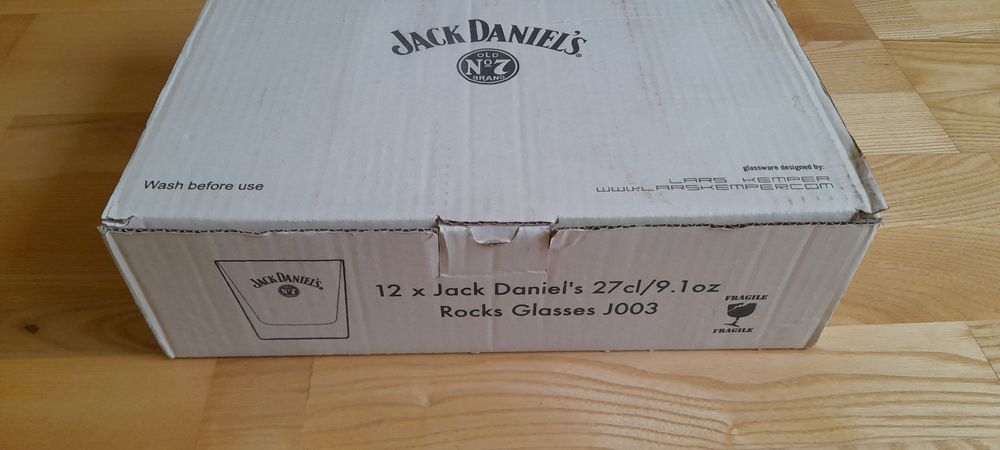 JACK DANIEL'S
OLD
Nº7
BRAND
Wash before use
glassware designed by:
LARS KEMPER
WWW.LARSKEMPER.COM
JACK DANIEL'S
Nº7
12 x Jack Daniel's 27cl/9.1oz
Rocks Glasses J003
FRAGILE
FRAGILE